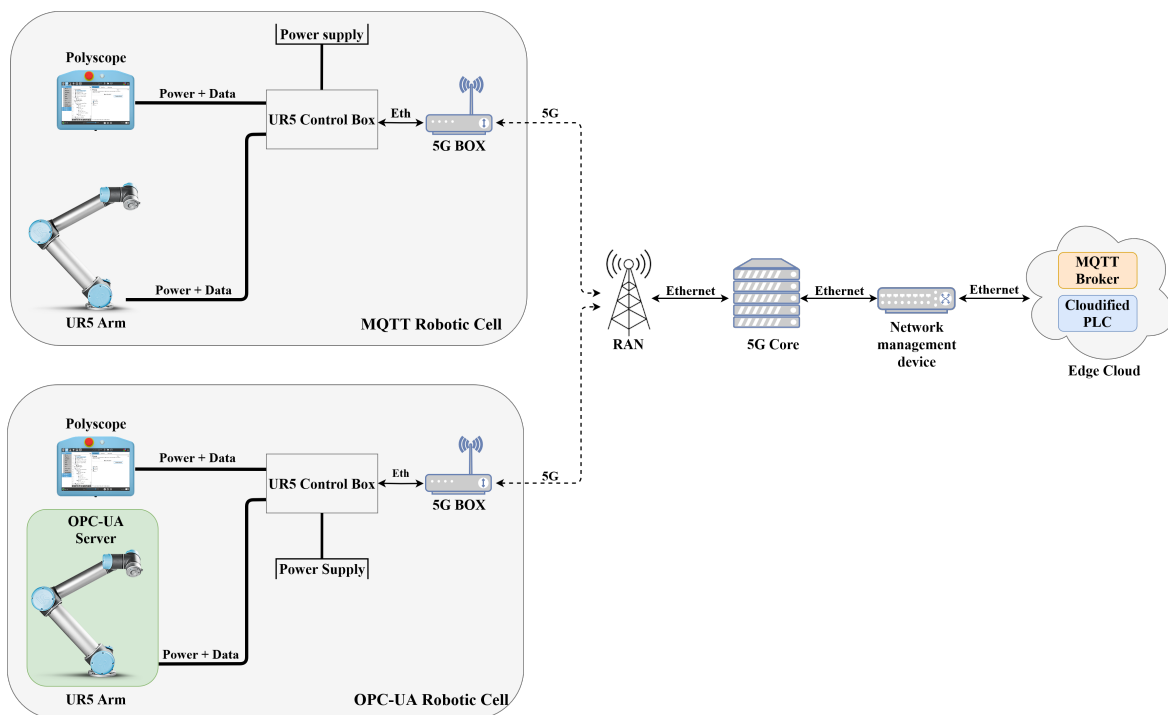 Power supply
Polyscope
Power + Data
UR5 Control Box
Eth
5G BOX
5G
Power + Data
UR5 Arm
MQTT Robotic Cell
RAN
Ethernet
5G Core
Ethernet
Network
management
device
Ethernet
MQTT
Broker
Cloudified
PLC
Edge Cloud
Polyscope
Power + Data
UR5 Control Box
Eth
5G BOX
5G
OPC-UA
Server
Power Supply
Power + Data
UR5 Arm
OPC-UA Robotic Cell